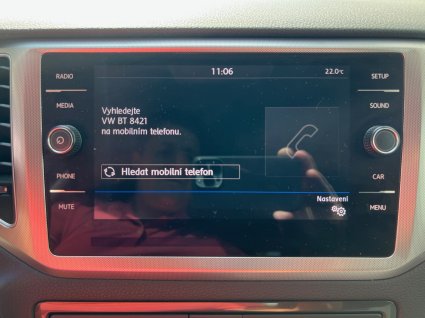 11:06
22.0°C
RADIO
SETUP
MEDIA
SOUND
Vyhledejte
VW BT 8421
na mobilním telefonu.
Hledat mobilní telefon
PHONE
CAR
Nastavení
MUTE
MENU